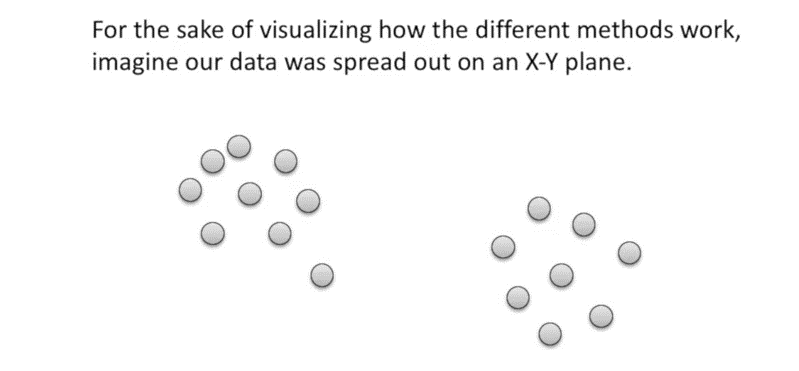 For the sake of visualizing how the different methods work,
imagine our data was spread out on an X-Y plane.